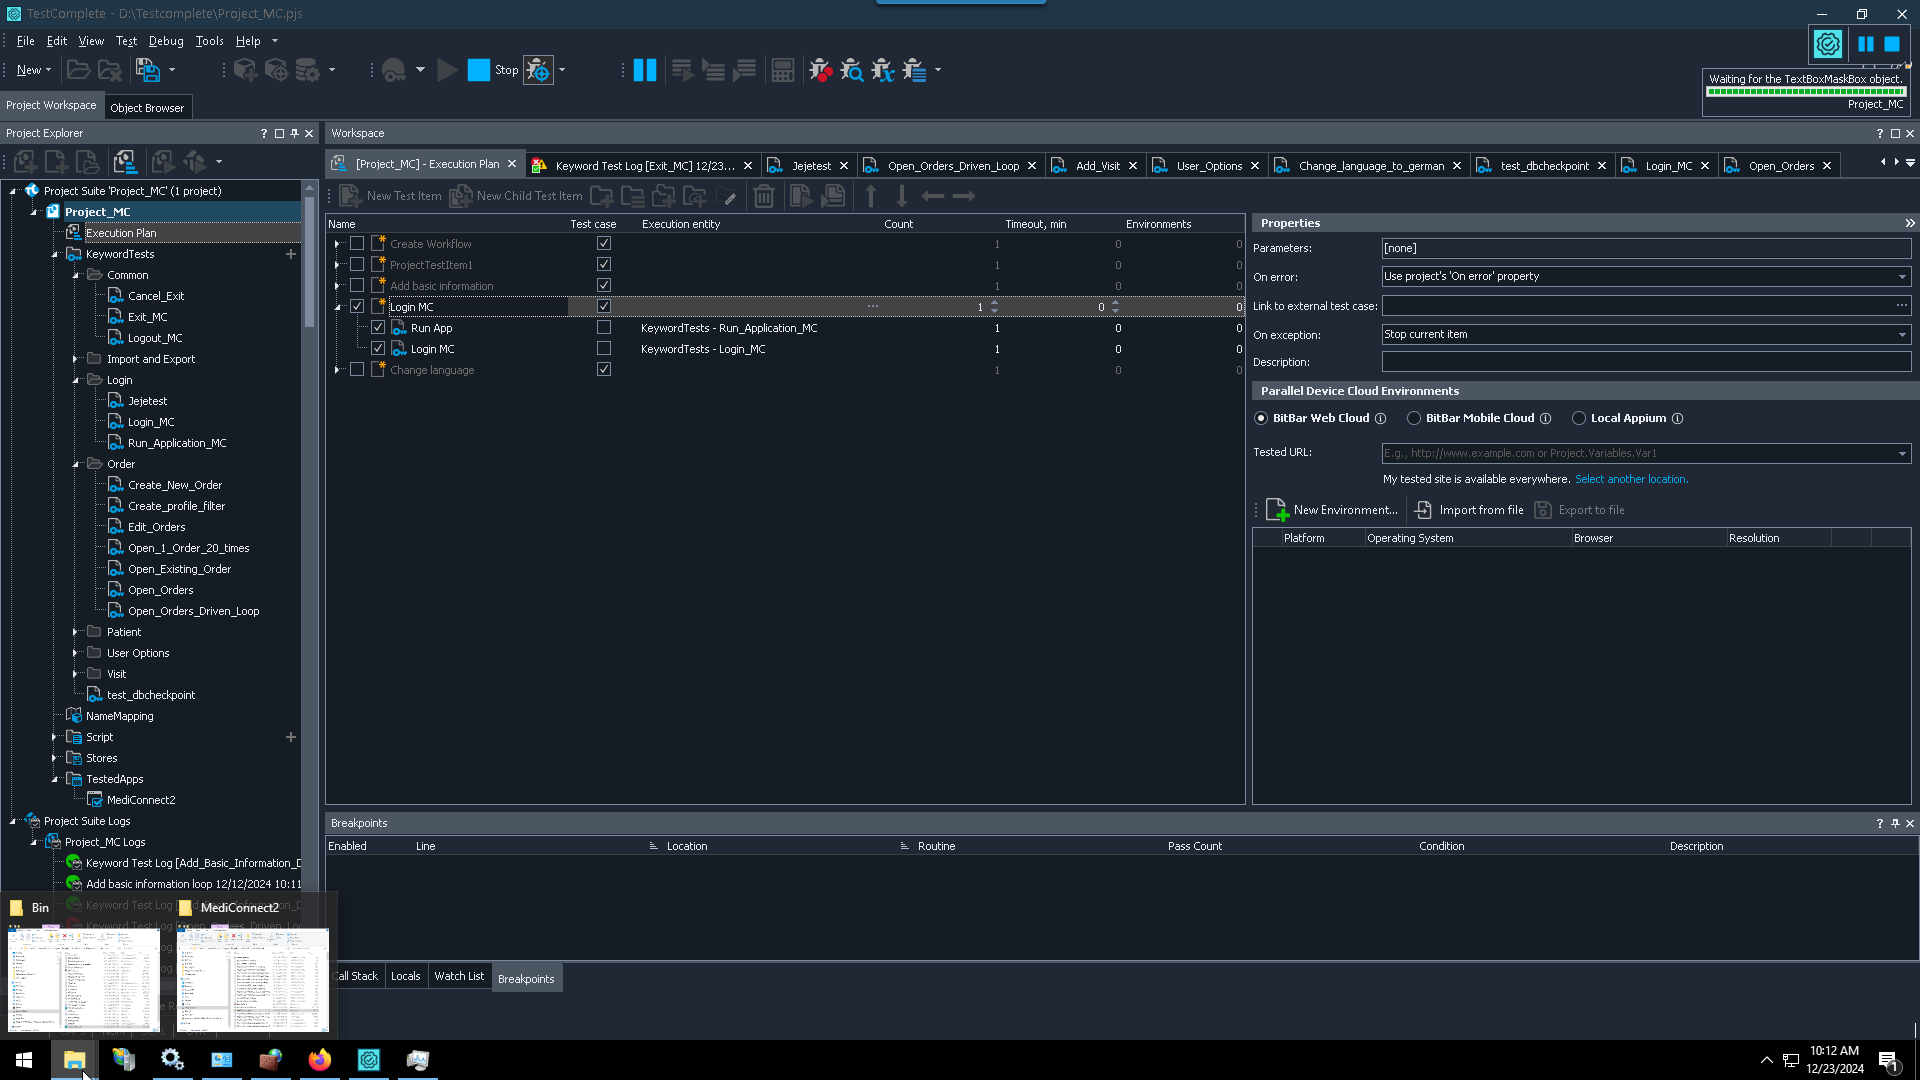 TestComplete - D:\Testcomplete\Project_MC.pjs
File Edit View Test Debug Tools Help
New Stop
Waiting for the TextBoxMaskBox object.
Project_MC
Project Workspace Object Browser
Project Explorer
Workspace
[Project_MC] - Execution Plan Keyword Test Log [Exit_MC] 12/23... Jejetest Open_Orders_Driven_Loop Add_Visit User_Options Change_language_to_german test_dbcheckpoint Login_MC Open_Orders
New Test Item New Child Test Item
Project Suite 'Project_MC' (1 project)
Project_MC
Execution Plan
KeywordTests
Common
Cancel_Exit
Exit_MC
Logout_MC
Import and Export
Login
Jejetest
Login_MC
Run_Application_MC
Order
Create_New_Order
Create_profile_filter
Edit_Orders
Open_1_Order_20_times
Open_Existing_Order
Open_Orders
Open_Orders_Driven_Loop
Patient
User Options
Visit
test_dbcheckpoint
NameMapping
Script
Stores
TestedApps
MediConnect2
Project Suite Logs
Project_MC Logs
Keyword Test Log [Add_Basic_Information_D
Add basic information loop 12/12/2024 10:11
Name Test case Execution entity Count Timeout, min Environments
Create Workflow 1 0 0
ProjectTestItem1 1 0 0
Add basic information 1 0 0
Login MC ... 1 0 0
Run App KeywordTests - Run_Application_MC 1 0 0
Login MC KeywordTests - Login_MC 1 0 0
Change language 1 0 0
Properties
Parameters: [none]
On error: Use project's 'On error' property
Link to external test case: ...
On exception: Stop current item
Description:
Parallel Device Cloud Environments
BitBar Web Cloud BitBar Mobile Cloud Local Appium
Tested URL: E.g., http://www.example.com or Project.Variables.Var1
My tested site is available everywhere. Select another location.
New Environment... Import from file Export to file
Platform Operating System Browser Resolution
Breakpoints
Enabled Line Location Routine Pass Count Condition Description
Bin MediConnect2
Call Stack Locals Watch List Breakpoints
10:12 AM
12/23/2024
1